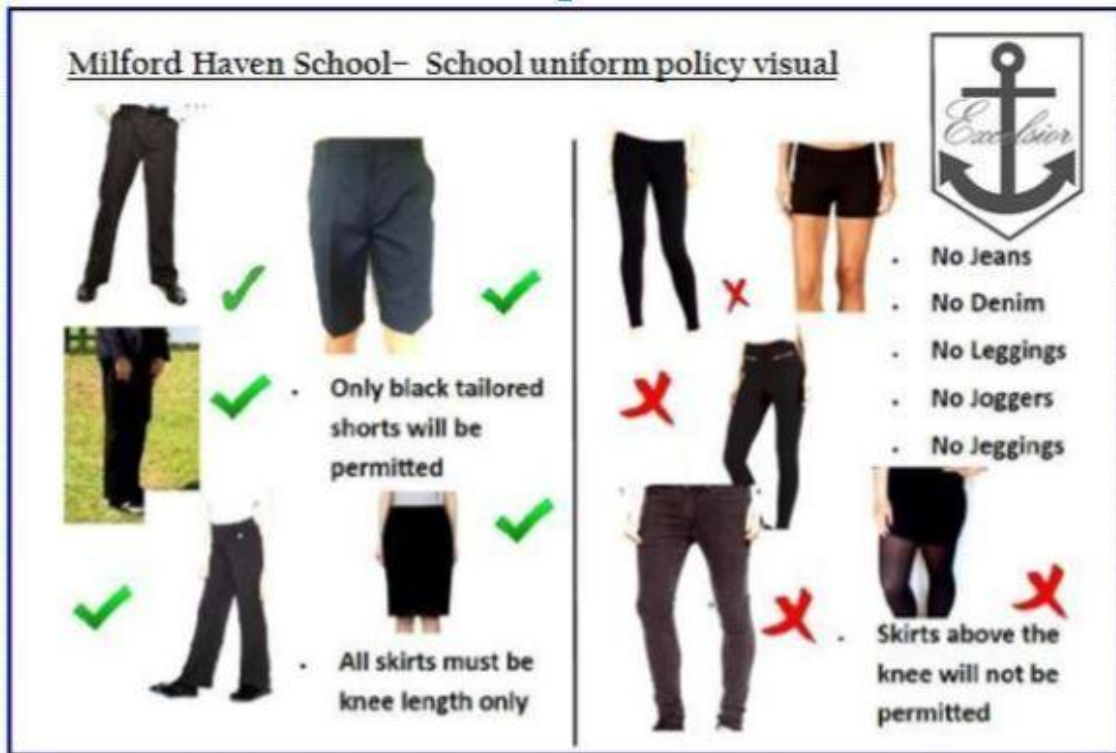 Milford Haven School– School uniform policy visual
Excelsior
• Only black tailored
shorts will be
permitted
• All skirts must be
knee length only
• No Jeans
• No Denim
• No Leggings
• No Joggers
• No Jeggings
• Skirts above the
knee will not be
permitted